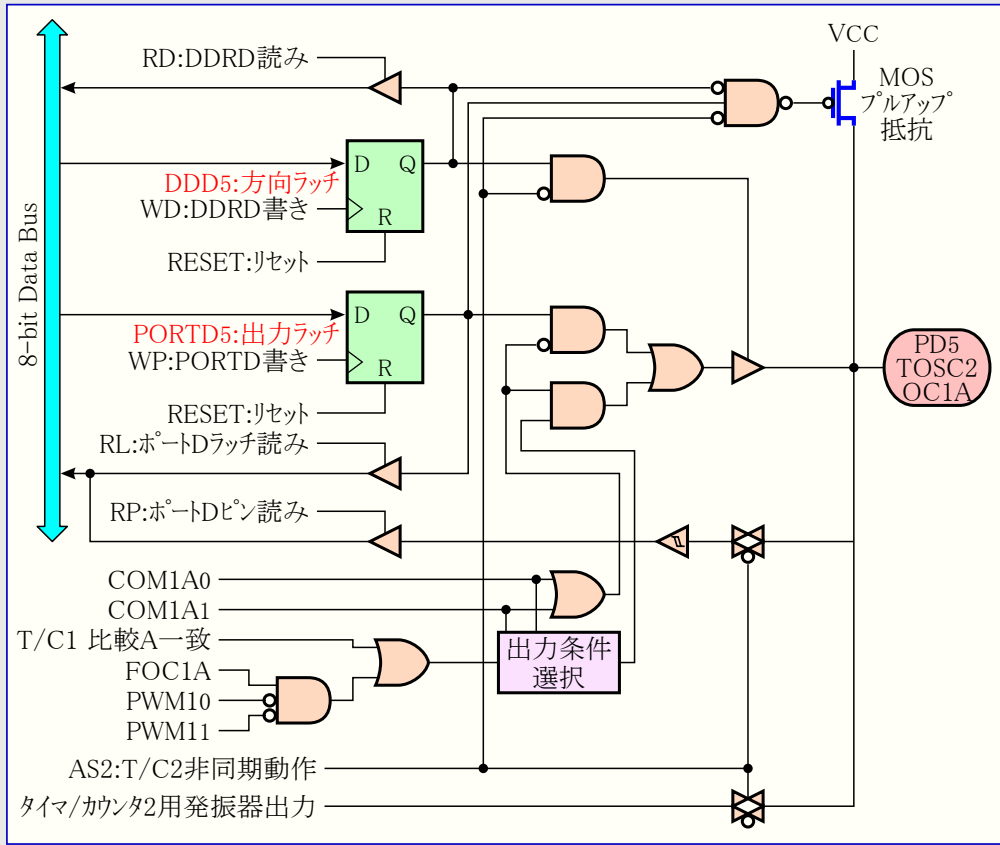 VCC
RD:DDRD読み
MOS
プルアップ
抵抗
D Q
DDD5:方向ラッチ
WD:DDRD書き
R
RESET:リセット
8-bit Data Bus
D Q
PORTD5:出力ラッチ
WP:PORTD書き
R
PD5
TOSC2
OC1A
RESET:リセット
RL:ポートDラッチ読み
RP:ポートDピン読み
COM1A0
COM1A1
T/C1 比較A一致
出力条件
選択
FOC1A
PWM10
PWM11
AS2:T/C2非同期動作
タイマ/カウンタ2用発振器出力